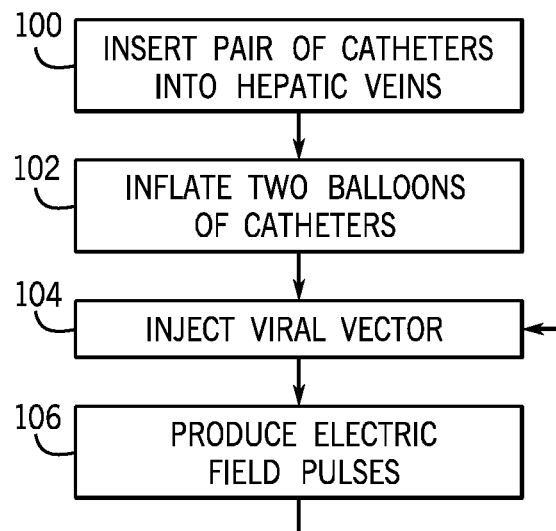 100
INSERT PAIR OF CATHETERS
INTO HEPATIC VEINS
102
INFLATE TWO BALLOONS
OF CATHETERS
104
INJECT VIRAL VECTOR
106
PRODUCE ELECTRIC
FIELD PULSES